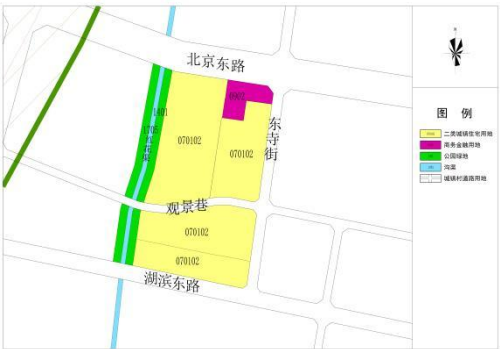 北京东路
0902
1401
1705
070102
070102
东寺街
观景巷
070102
070102
湖滨东路
图 例
二类城镇住宅用地
商务金融用地
公园绿地
沟渠
城镇村道路用地